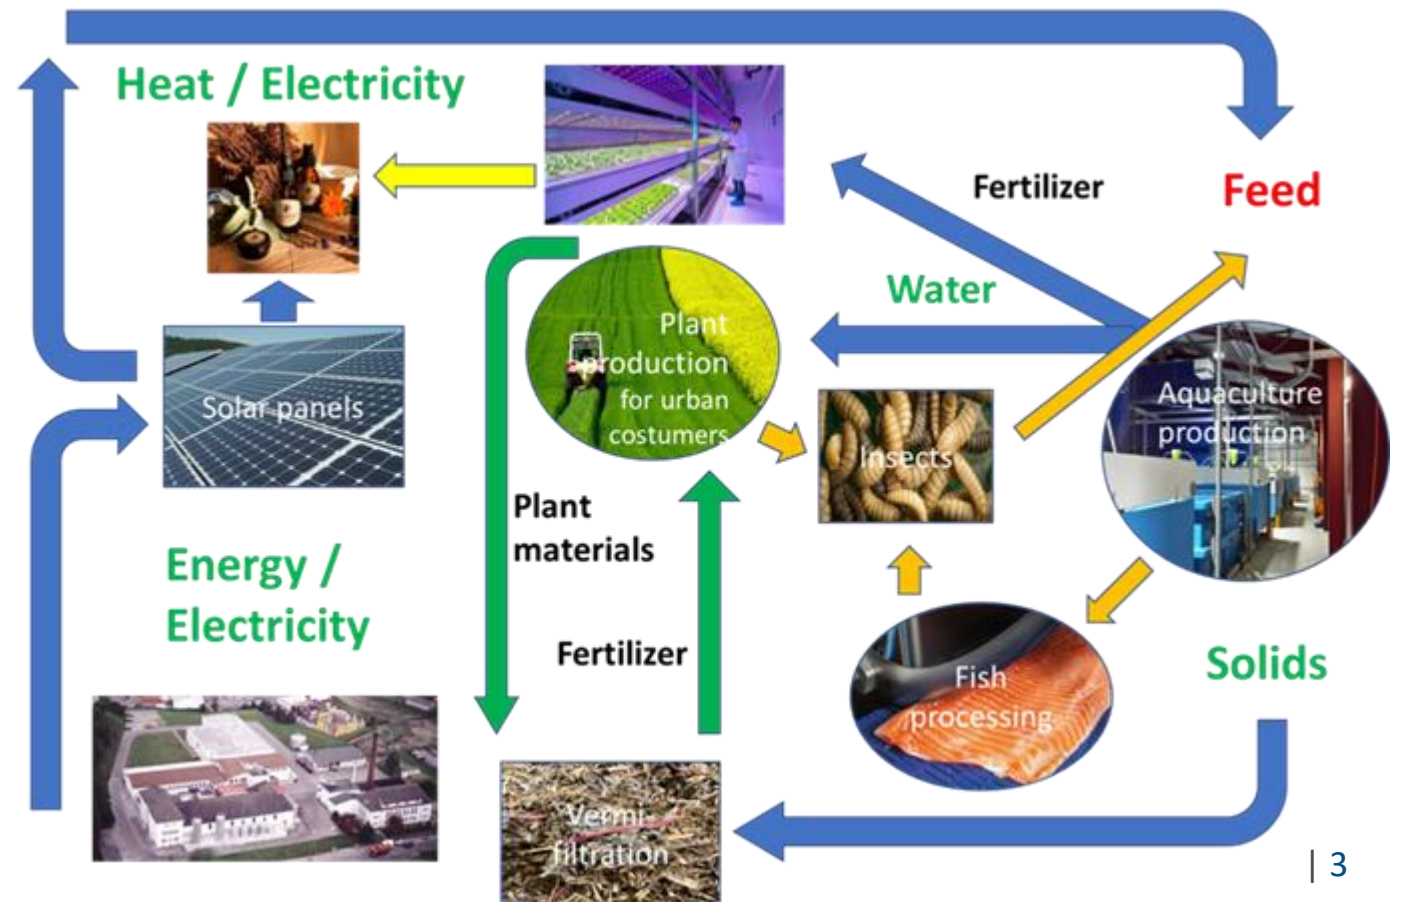 Heat / Electricity
Fertilizer
Feed
Water
Plant
production
for urban
costumers
Solar panels
Aquaculture
production
Insects
Plant
materials
Energy /
Electricity
Fertilizer
Fish
processing
Solids
Vermi-
filtration
| 3